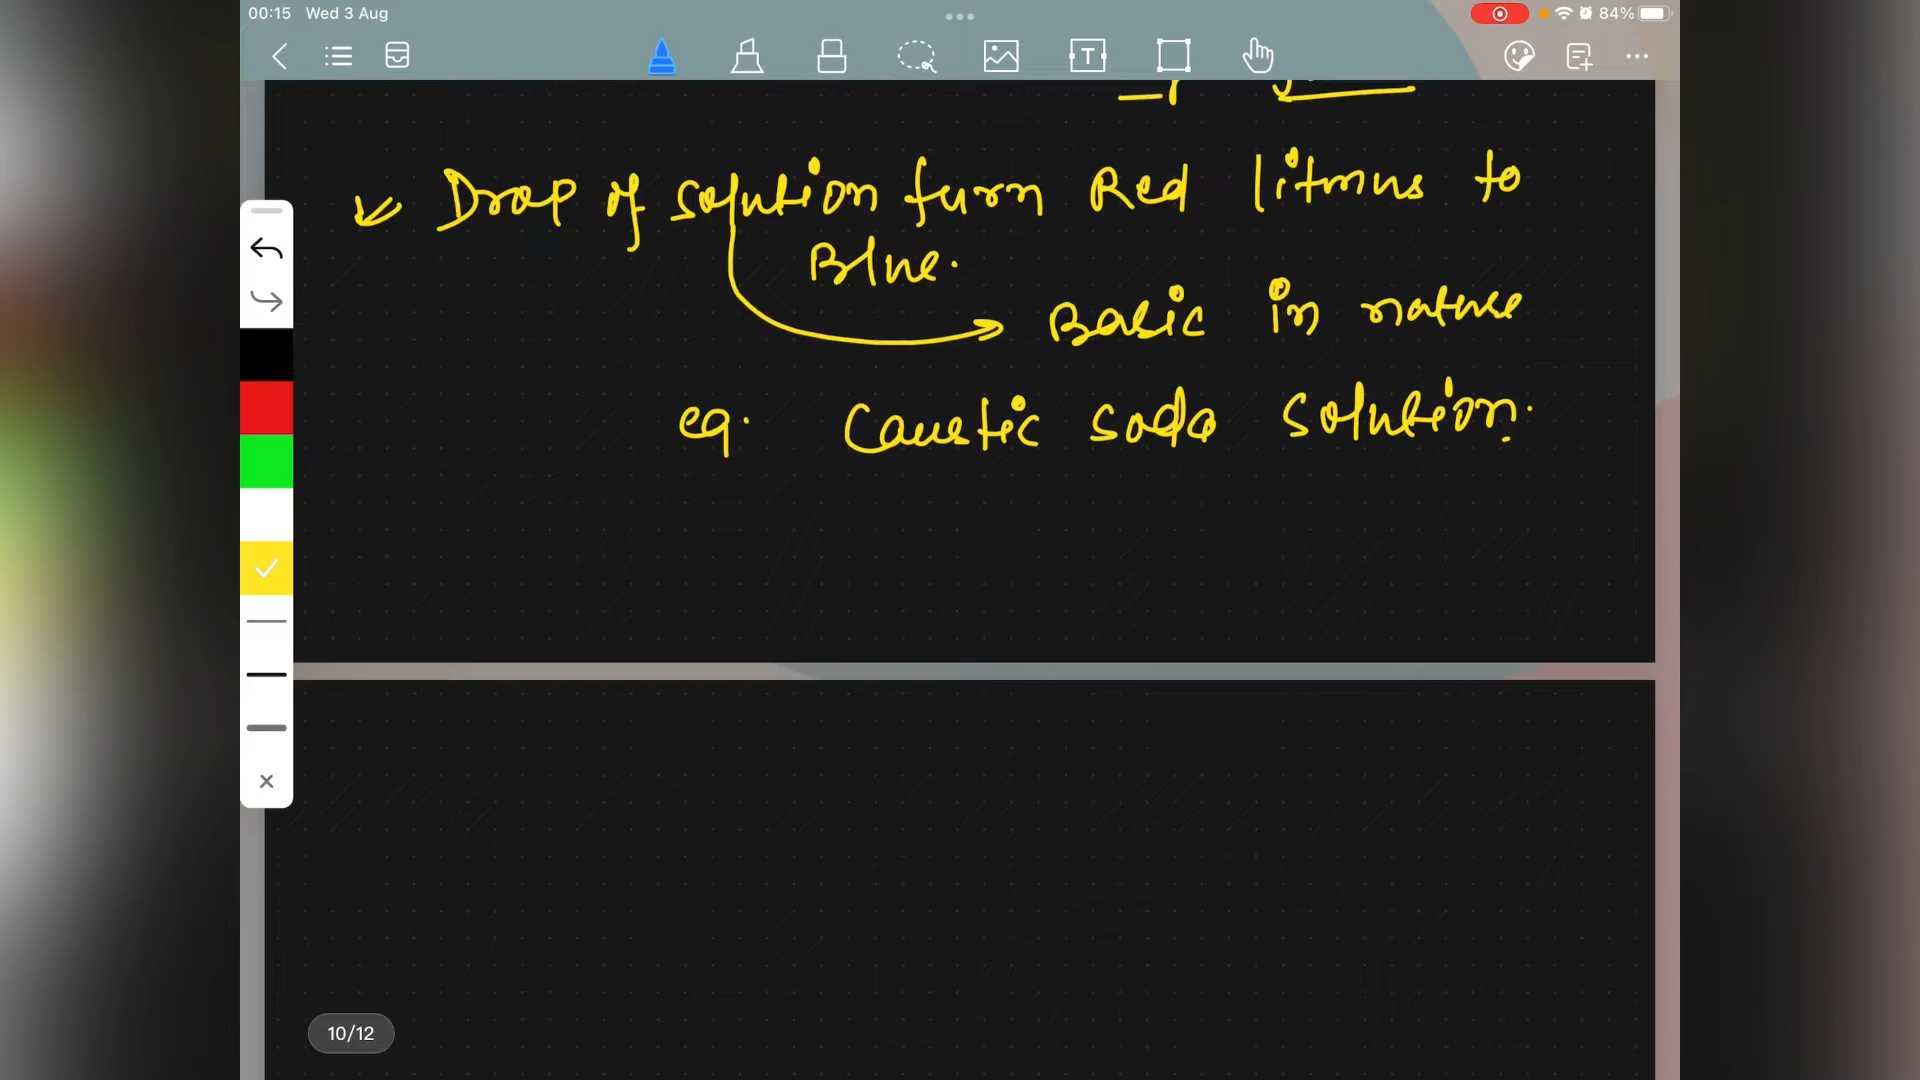 00:15 Wed 3 Aug
84%
T
Drop of solution turn Red litmus to
Blue.
Basic in nature
eg. Caustic soda solution.
10/12